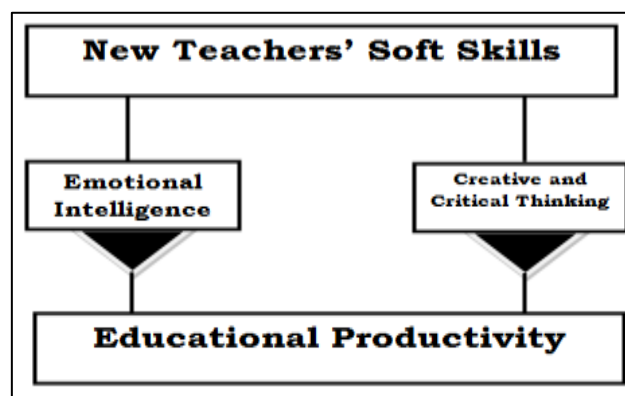 New Teachers' Soft Skills
Emotional
Intelligence
Creative and
Critical Thinking
Educational Productivity